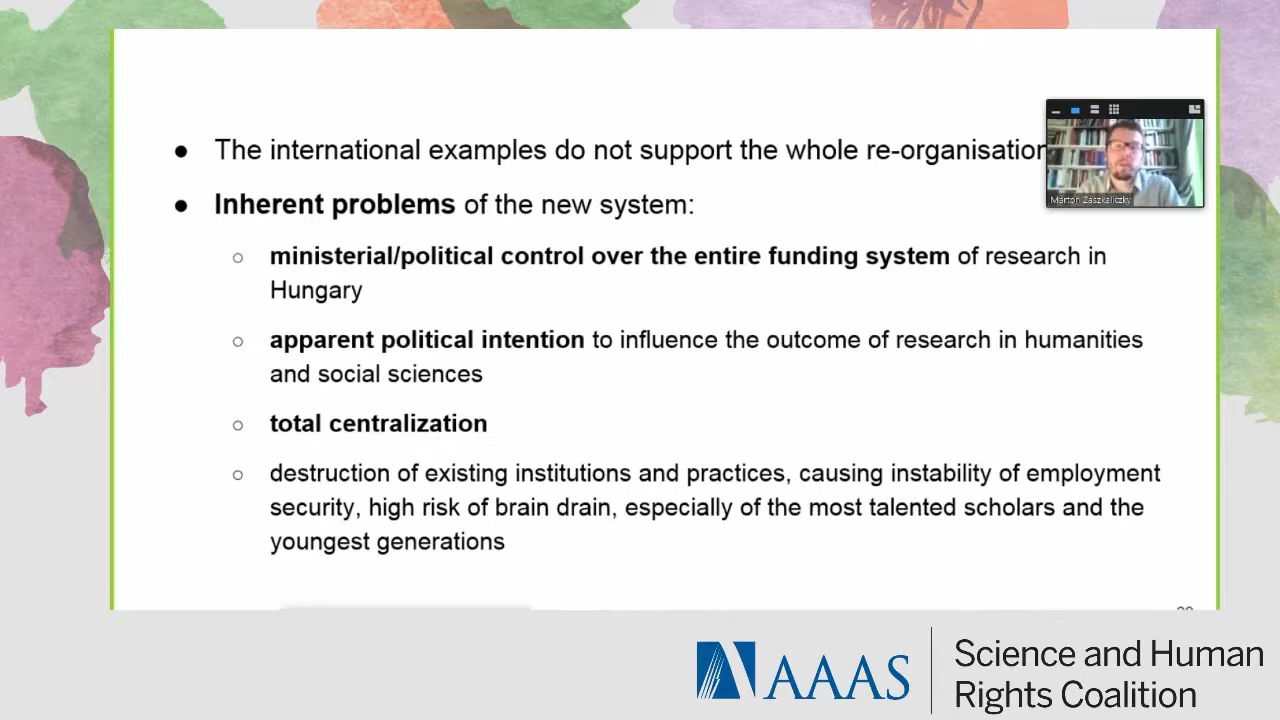 ● The international examples do not support the whole re-organisation
● Inherent problems of the new system:
○ ministerial/political control over the entire funding system of research in
Hungary
○ apparent political intention to influence the outcome of research in humanities
and social sciences
○ total centralization
○ destruction of existing institutions and practices, causing instability of employment
security, high risk of brain drain, especially of the most talented scholars and the
youngest generations
Marton Zászkaliczky
AAAS
Science and Human
Rights Coalition